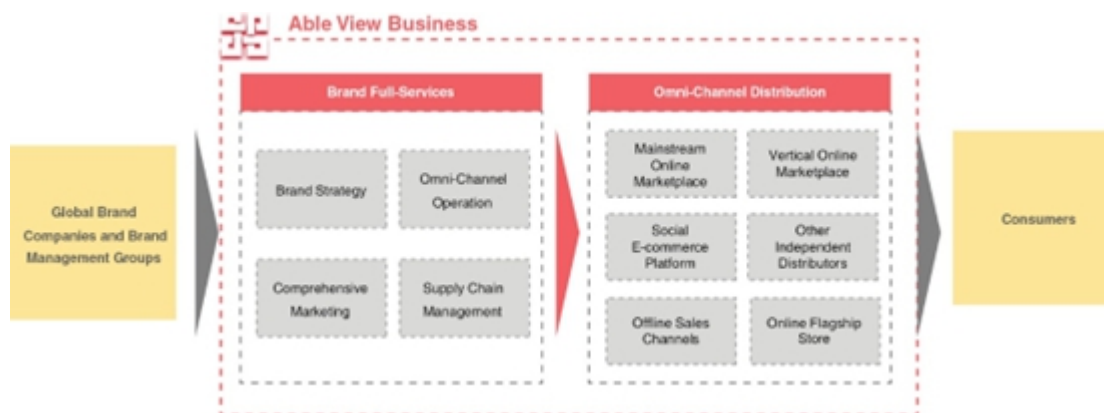 Able View Business
Brand Full-Services
Omni-Channel Distribution
Global Brand
Companies and Brand
Management Groups
Brand Strategy
Omni-Channel
Operation
Comprehensive
Marketing
Supply Chain
Management
Mainstream
Online
Marketplace
Vertical Online
Marketplace
Social
E-commerce
Platform
Other
Independent
Distributors
Offline Sales
Channels
Online Flagship
Store
Consumers